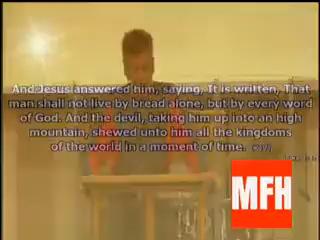 And Jesus answered him, saying, It is written, That
man shall not live by bread alone, but by every word
of God. And the devil, taking him up into an high
mountain, shewed unto him all the kingdoms
of the world in a moment of time. (KJV)
MFH